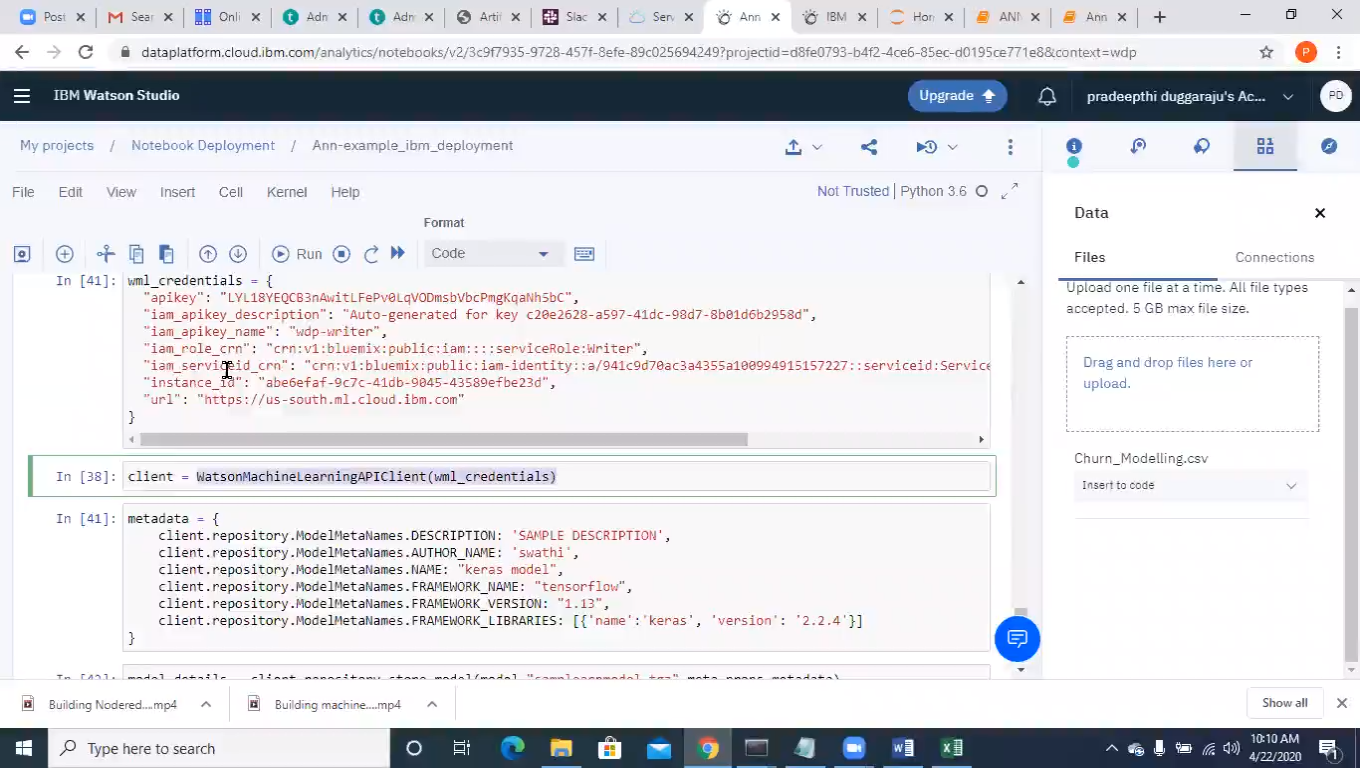 Post
Sear
Onli
Adn
Adn
Artif
Slac
Serv
Ann
IBM
Hor
ANI
Ann
dataplatform.cloud.ibm.com/analytics/notebooks/v2/3c9f7935-9728-457f-8efe-89c025694249?projectid=d8fe0793-b4f2-4ce6-85ec-d0195ce771e8&context=wdp
P
IBM Watson Studio
Upgrade
pradeepthi duggaraju's Ac...
PD
My projects / Notebook Deployment / Ann-example_ibm_deployment
File Edit View Insert Cell Kernel Help
Not Trusted | Python 3.6
Format
Run
Code
Data
Files
Connections
Upload one file at a time. All file types
accepted. 5 GB max file size.
Drag and drop files here or
upload.
Churn_Modelling.csv
Insert to code
In [41]: wml_credentials = {
"apikey": "LYL18YEQCB3nAwitLFePv0LqVODmsbVbcPmgKqaNh5bC",
"iam_apikey_description": "Auto-generated for key c20e2628-a597-41dc-98d7-8b01d6b2958d",
"iam_apikey_name": "wdp-writer",
"iam_role_crn": "crn:v1:bluemix:public:iam::::serviceRole:Writer",
"iam_serviceid_crn": "crn:v1:bluemix:public:iam-identity::a/941c9d70ac3a4355a100994915157227::serviceid:Service
"instance_id": "abe6efaf-9c7c-41db-9045-43589efbe23d",
"url": "https://us-south.ml.cloud.ibm.com"
}
In [38]: client = WatsonMachineLearningAPIClient(wml_credentials)
In [41]: metadata = {
client.repository.ModelMetaNames.DESCRIPTION: 'SAMPLE DESCRIPTION',
client.repository.ModelMetaNames.AUTHOR_NAME: 'swathi',
client.repository.ModelMetaNames.NAME: "keras model",
client.repository.ModelMetaNames.FRAMEWORK_NAME: "tensorflow",
client.repository.ModelMetaNames.FRAMEWORK_VERSION: "1.13",
client.repository.ModelMetaNames.FRAMEWORK_LIBRARIES: [{'name':'keras', 'version': '2.2.4'}]
}
Building Nodered....mp4
Building machine....mp4
Show all
Type here to search
10:10 AM
4/22/2020
1